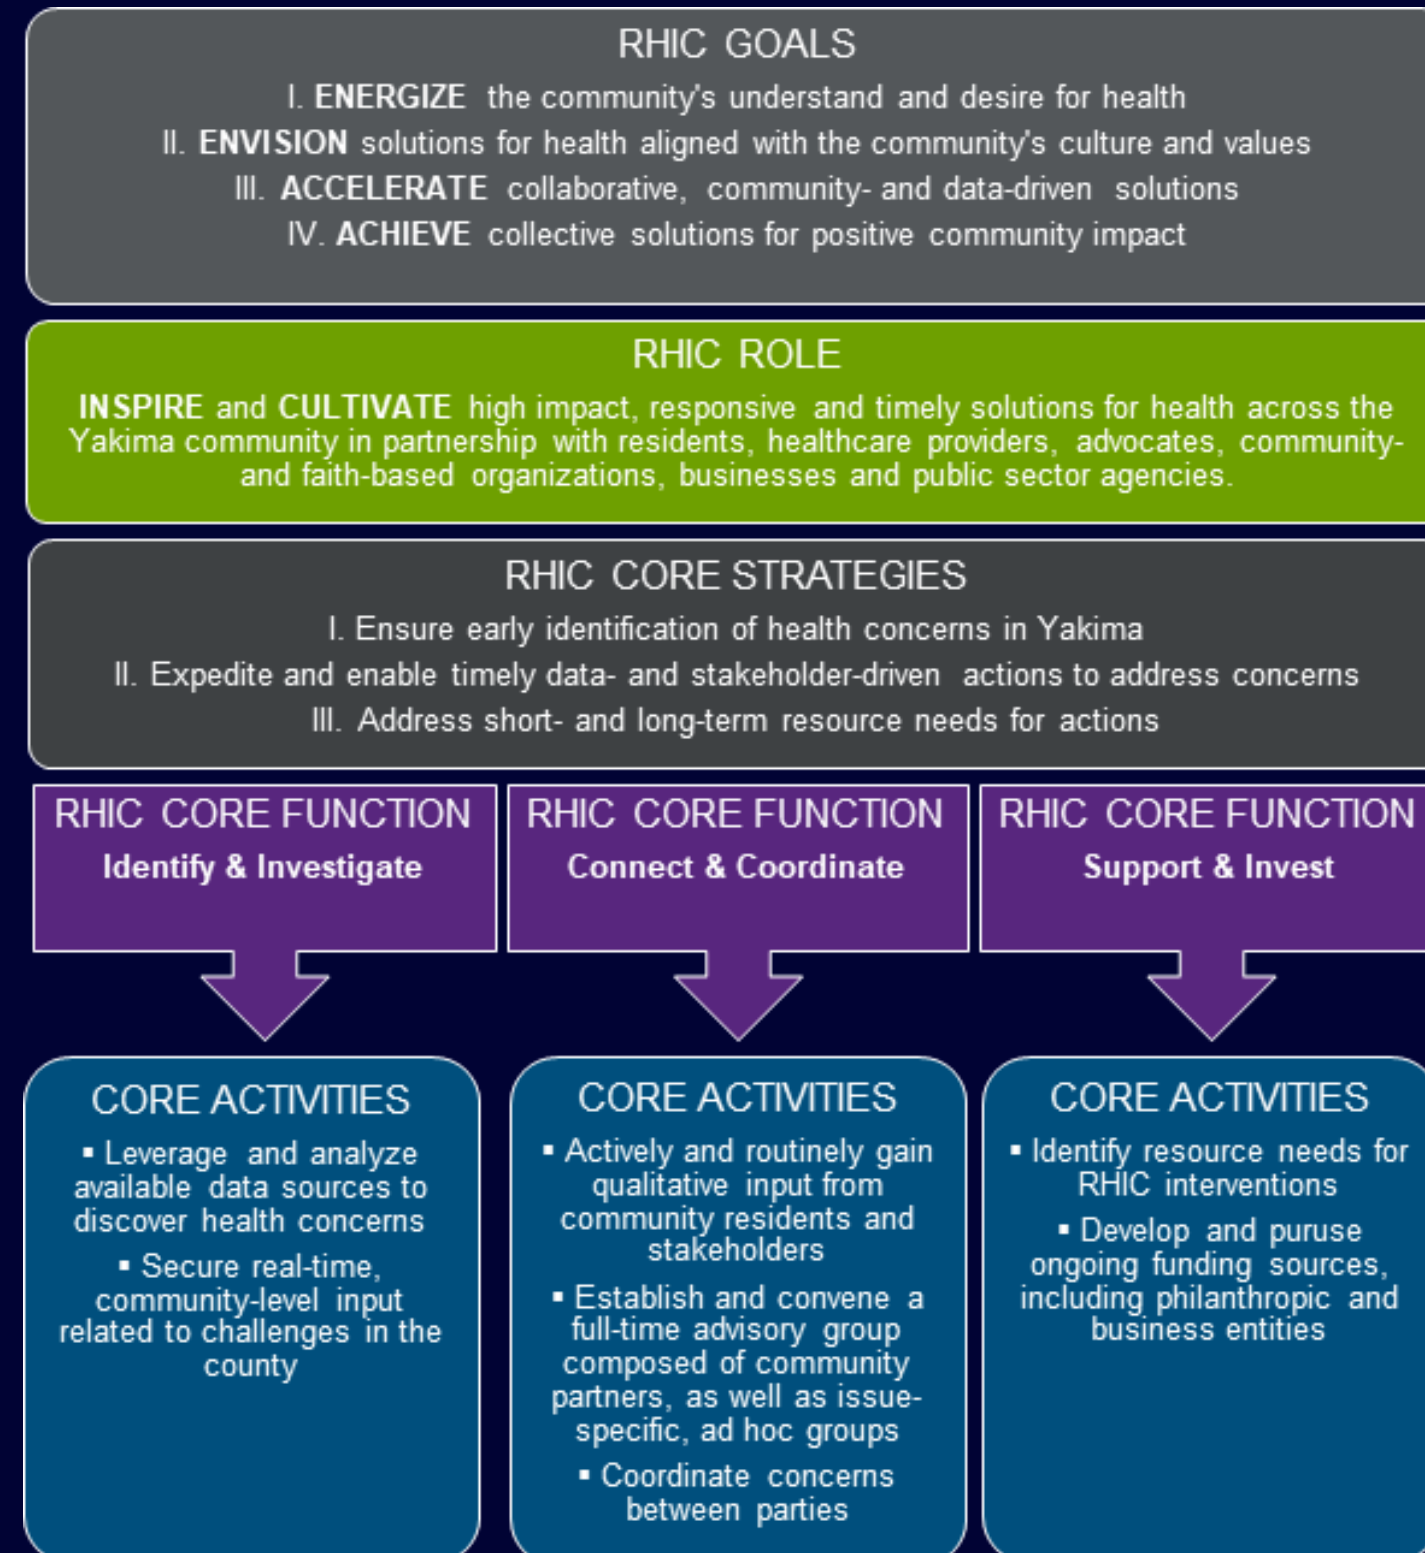 RHIC GOALS
I. ENERGIZE the community's understand and desire for health
II. ENVISION solutions for health aligned with the community's culture and values
III. ACCELERATE collaborative, community- and data-driven solutions
IV. ACHIEVE collective solutions for positive community impact
RHIC ROLE
INSPIRE and CULTIVATE high impact, responsive and timely solutions for health across the
Yakima community in partnership with residents, healthcare providers, advocates, community-
and faith-based organizations, businesses and public sector agencies.
RHIC CORE STRATEGIES
I. Ensure early identification of health concerns in Yakima
II. Expedite and enable timely data- and stakeholder-driven actions to address concerns
III. Address short- and long-term resource needs for actions
RHIC CORE FUNCTION
Identify & Investigate
RHIC CORE FUNCTION
Connect & Coordinate
RHIC CORE FUNCTION
Support & Invest
CORE ACTIVITIES
▪ Leverage and analyze
available data sources to
discover health concerns
▪ Secure real-time,
community-level input
related to challenges in the
county
CORE ACTIVITIES
▪ Actively and routinely gain
qualitative input from
community residents and
stakeholders
▪ Establish and convene a
full-time advisory group
composed of community
partners, as well as issue-
specific, ad hoc groups
▪ Coordinate concerns
between parties
CORE ACTIVITIES
▪ Identify resource needs for
RHIC interventions
▪ Develop and puruse
ongoing funding sources,
including philanthropic and
business entities